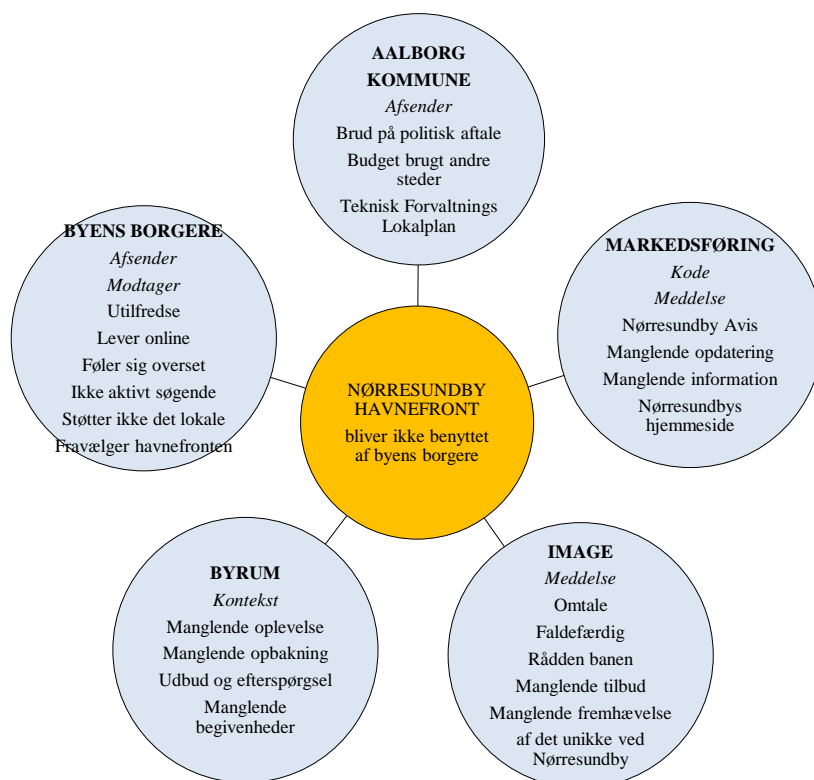 AALBORG
KOMMUNE
Afsender
Brud på politisk aftale
Budget brugt andre
steder
Teknisk Forvaltnings
Lokalplan
BYENS BORGERE
Afsender
Modtager
Utilfredse
Lever online
Føler sig overset
Ikke aktivt søgende
Støtter ikke det lokale
Fravælger havnefronten
MARKEDSFØRING
Kode
Meddelse
Nørresundby Avis
Manglende opdatering
Manglende information
Nørresundbys
hjemmeside
NØRRESUNDBY
HAVNEFRONT
bliver ikke benyttet
af byens borgere
BYRUM
Kontekst
Manglende oplevelse
Manglende opbakning
Udbud og efterspørgsel
Manglende
begivenheder
IMAGE
Meddelse
Omtale
Faldefærdig
Rådden banen
Manglende tilbud
Manglende fremhævelse
af det unikke ved
Nørresundby